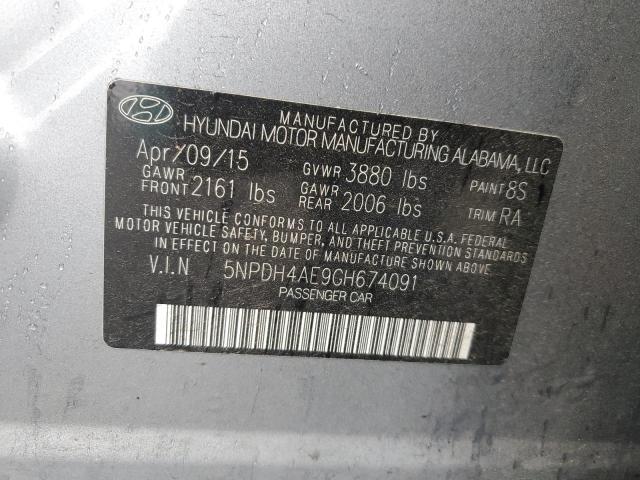 MANUFACTURED BY
HYUNDAI MOTOR MANUFACTURING ALABAMA, LLC
Apr/09/15 GVWR 3880 lbs PAINT 8S
GAWR FRONT 2161 lbs GAWR REAR 2006 lbs TRIM RA
THIS VEHICLE CONFORMS TO ALL APPLICABLE U.S.A. FEDERAL
MOTOR VEHICLE SAFETY, BUMPER, AND THEFT PREVENTION STANDARDS
IN EFFECT ON THE DATE OF MANUFACTURE SHOWN ABOVE.
V.I.N 5NPDH4AE9GH674091
PASSENGER CAR